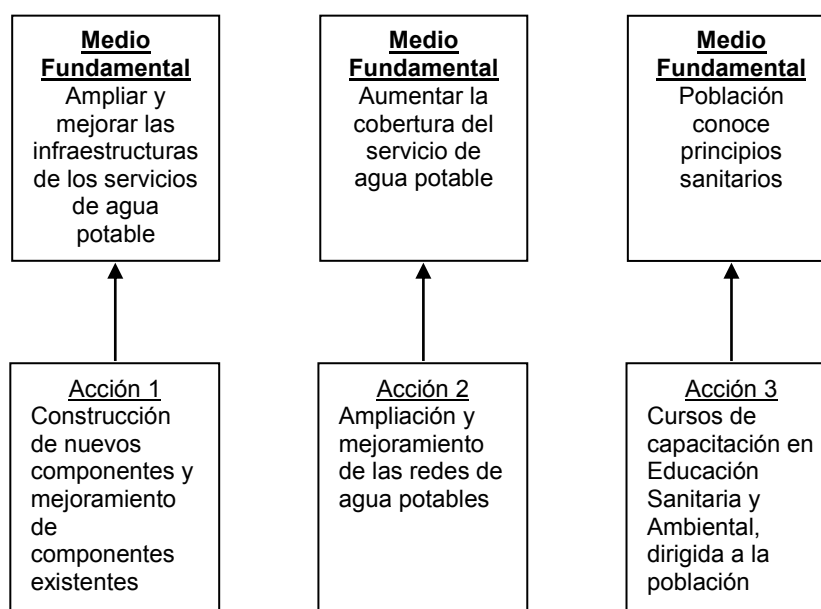 Medio
Fundamental
Ampliar y
mejorar las
infraestructuras
de los servicios
de agua
potable
Medio
Fundamental
Aumentar la
cobertura del
servicio de
agua potable
Medio
Fundamental
Población
conoce
principios
sanitarios
Acción 1
Construcción
de nuevos
componentes y
mejoramiento
de
componentes
existentes
Acción 2
Ampliación y
mejoramiento
de las redes de
agua potables
Acción 3
Cursos de
capacitación en
Educación
Sanitaria y
Ambiental,
dirigida a la
población